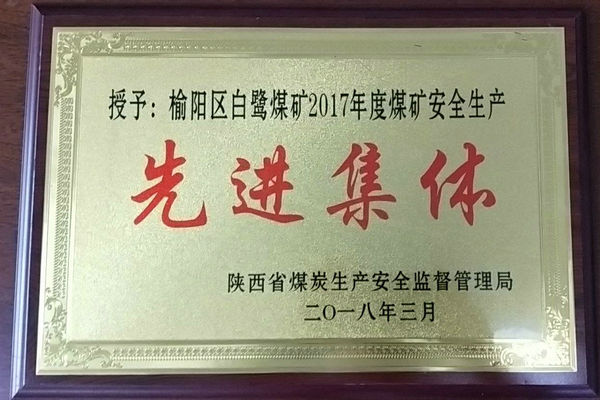 授予：榆阳区白鹭煤矿2017年度煤矿安全生产
先进集体
陕西省煤炭生产安全监督管理局
二〇一八年三月